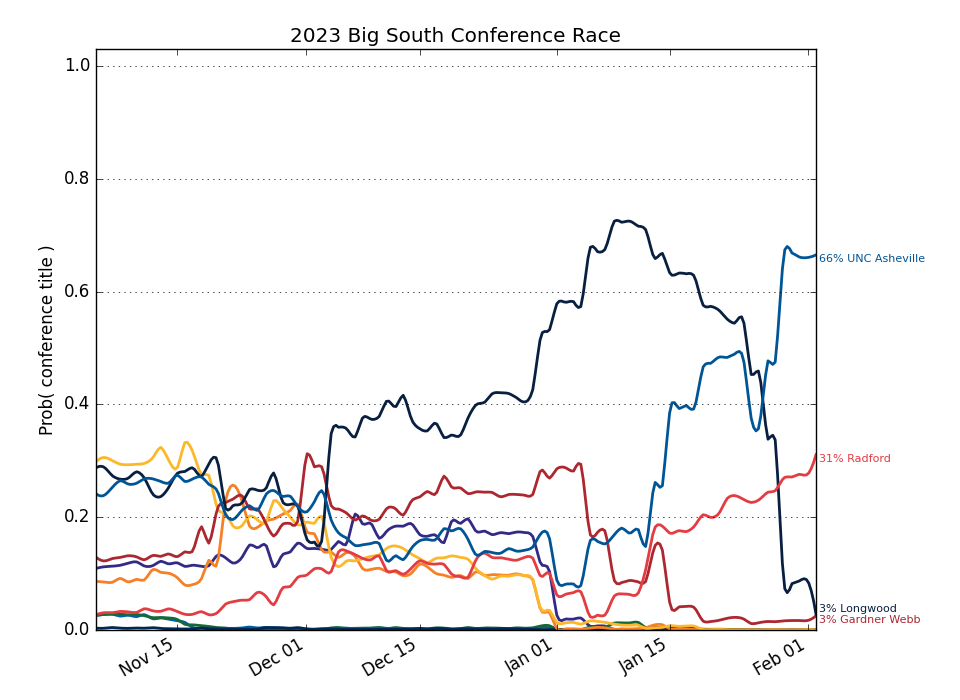 2023 Big South Conference Race
Prob( conference title )
1.0
0.8
0.6
0.4
0.2
0.0
Nov 15
Dec 01
Dec 15
Jan 01
Jan 15
Feb 01
66% UNC Asheville
31% Radford
3% Longwood
3% Gardner Webb